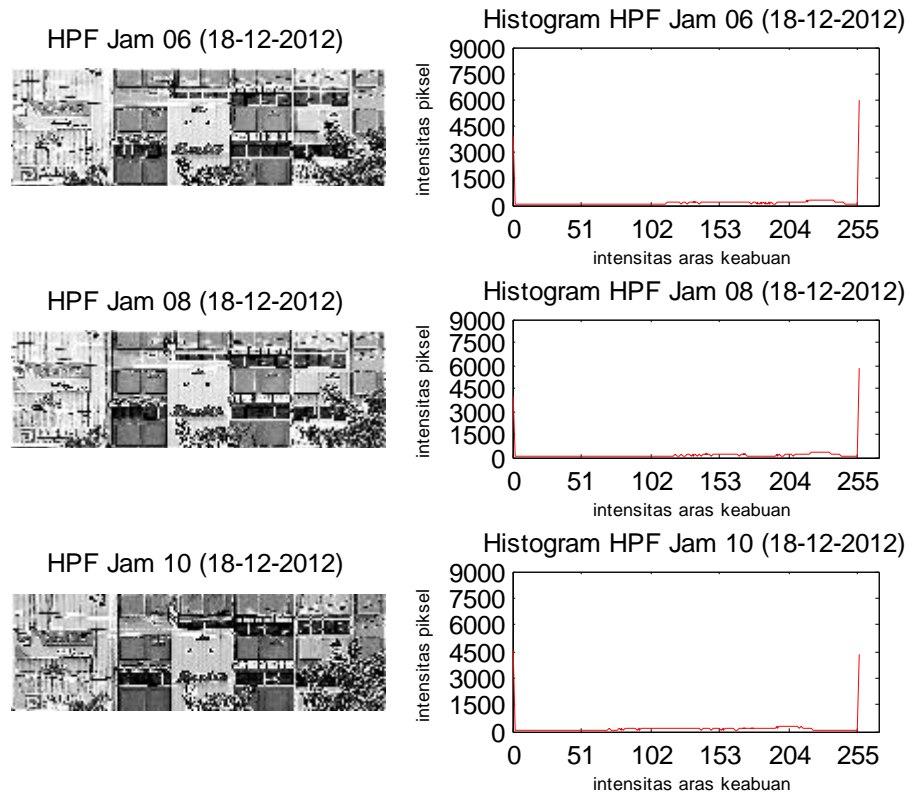 HPF Jam 06 (18-12-2012)
Histogram HPF Jam 06 (18-12-2012)
intensitas piksel
9000
7500
6000
4500
3000
1500
0
0 51 102 153 204 255
intensitas aras keabuan
HPF Jam 08 (18-12-2012)
Histogram HPF Jam 08 (18-12-2012)
intensitas piksel
9000
7500
6000
4500
3000
1500
0
0 51 102 153 204 255
intensitas aras keabuan
HPF Jam 10 (18-12-2012)
Histogram HPF Jam 10 (18-12-2012)
intensitas piksel
9000
7500
6000
4500
3000
1500
0
0 51 102 153 204 255
intensitas aras keabuan